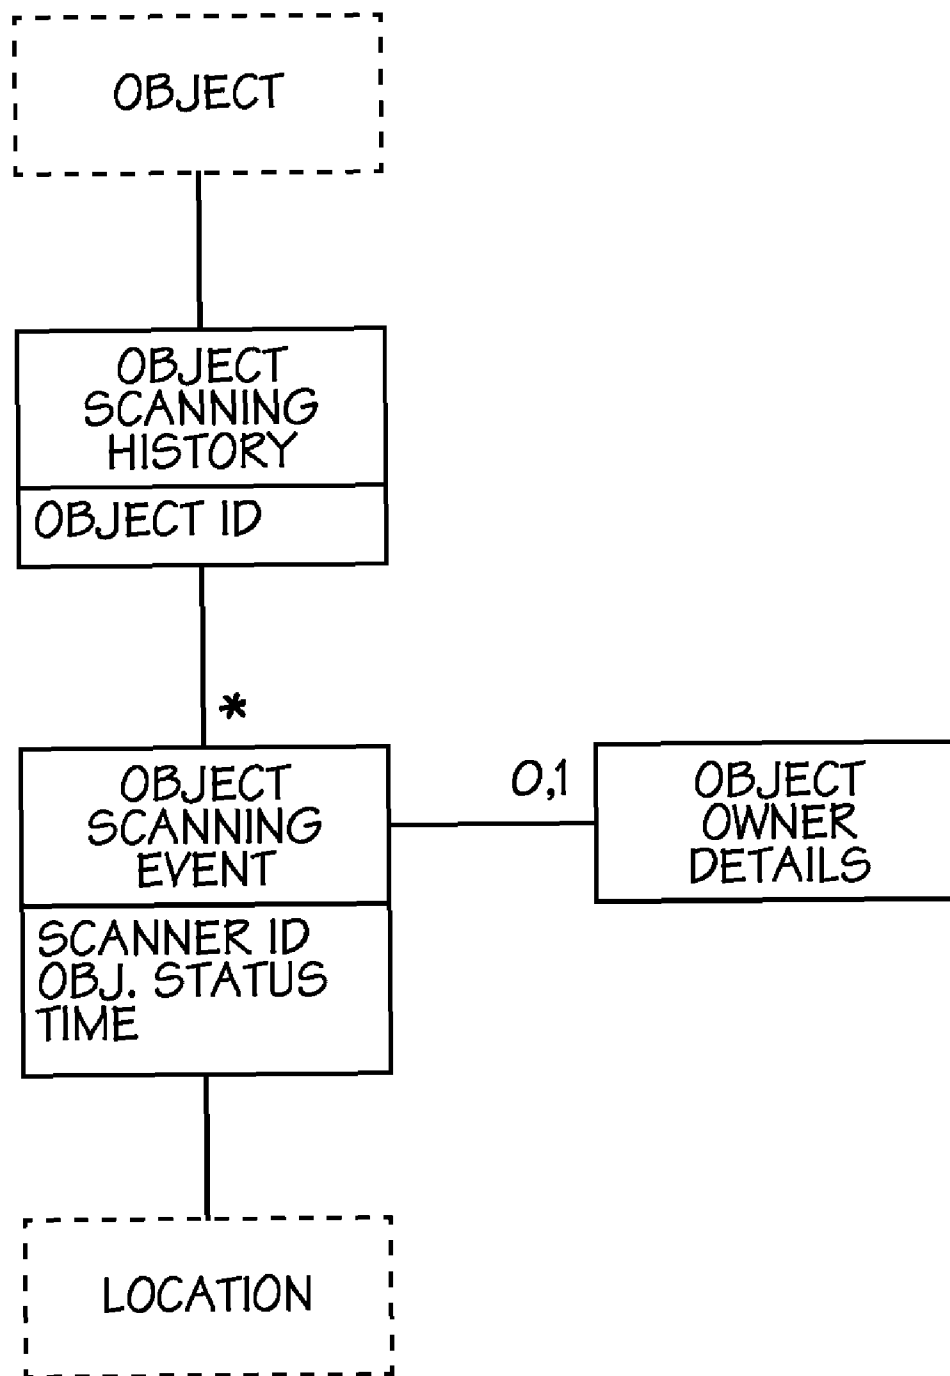 OBJECT
OBJECT
SCANNING
HISTORY
OBJECT ID
*
OBJECT
SCANNING
EVENT
0,1
OBJECT
OWNER
DETAILS
SCANNER ID
OBJ. STATUS
TIME
LOCATION